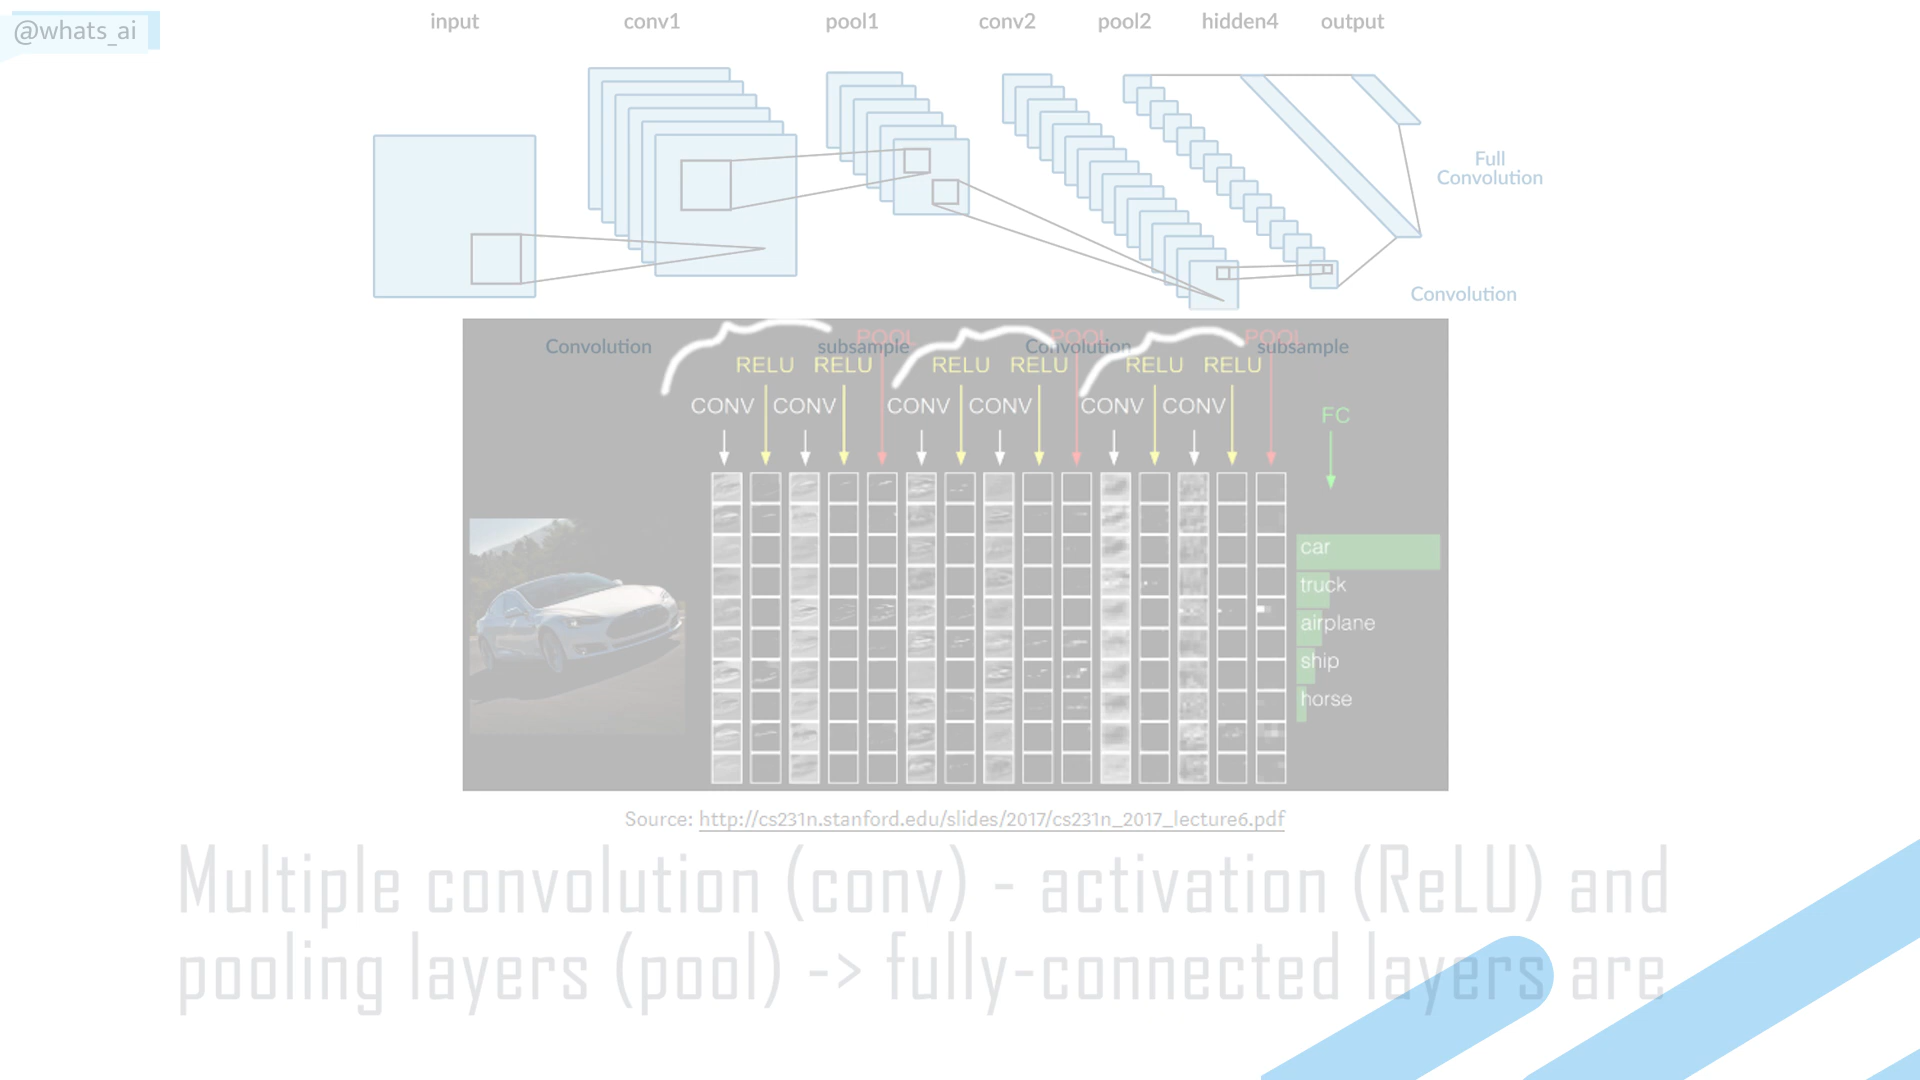 @whats_ai
input conv1 pool1 conv2 pool2 hidden4 output
Full
Convolution
Convolution
Convolution subsample Convolution subsample
POOL POOL POOL
RELU RELU RELU RELU RELU RELU
CONV CONV CONV CONV CONV CONV
FC
car
truck
airplane
ship
horse
Source: http://cs231n.stanford.edu/slides/2017/cs231n_2017_lecture6.pdf
Multiple convolution (conv) - activation (ReLU) and
pooling layers (pool) -> fully-connected layers are